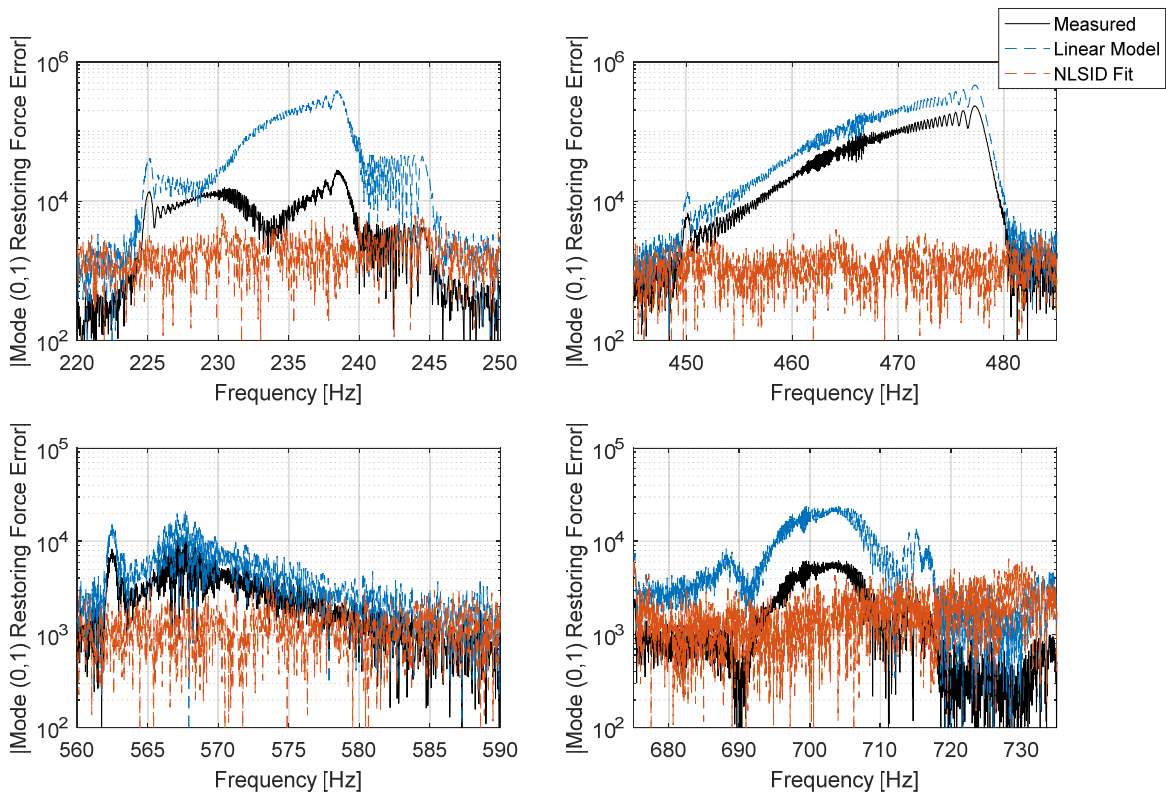 Measured
Linear Model
NLSID Fit
|Mode (0,1) Restoring Force Error|
10^6
10^4
10^2
220 225 230 235 240 245 250
Frequency [Hz]
|Mode (0,1) Restoring Force Error|
10^6
10^4
10^2
450 460 470 480
Frequency [Hz]
|Mode (0,1) Restoring Force Error|
10^5
10^4
10^3
10^2
560 565 570 575 580 585 590
Frequency [Hz]
|Mode (0,1) Restoring Force Error|
10^5
10^4
10^3
10^2
680 690 700 710 720 730
Frequency [Hz]